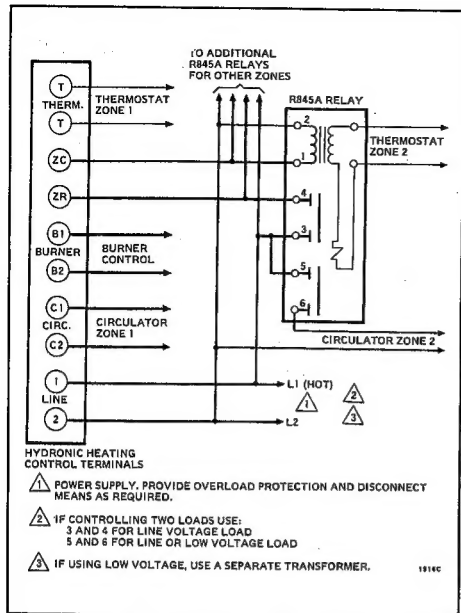 TO ADDITIONAL
R845A RELAYS
FOR OTHER ZONES
R845A RELAY
T
THERM.
T
THERMOSTAT
ZONE 1
ZC
ZR
B1
BURNER
B2
BURNER
CONTROL
C1
CIRC.
C2
CIRCULATOR
ZONE 1
1
LINE
2
2
1
4
3
5
6
THERMOSTAT
ZONE 2
CIRCULATOR ZONE 2
L1 (HOT)
L2
1
2
3
HYDRONIC HEATING
CONTROL TERMINALS
1 POWER SUPPLY. PROVIDE OVERLOAD PROTECTION AND DISCONNECT
MEANS AS REQUIRED.
2 IF CONTROLLING TWO LOADS USE:
3 AND 4 FOR LINE VOLTAGE LOAD
5 AND 6 FOR LINE OR LOW VOLTAGE LOAD
3 IF USING LOW VOLTAGE, USE A SEPARATE TRANSFORMER.